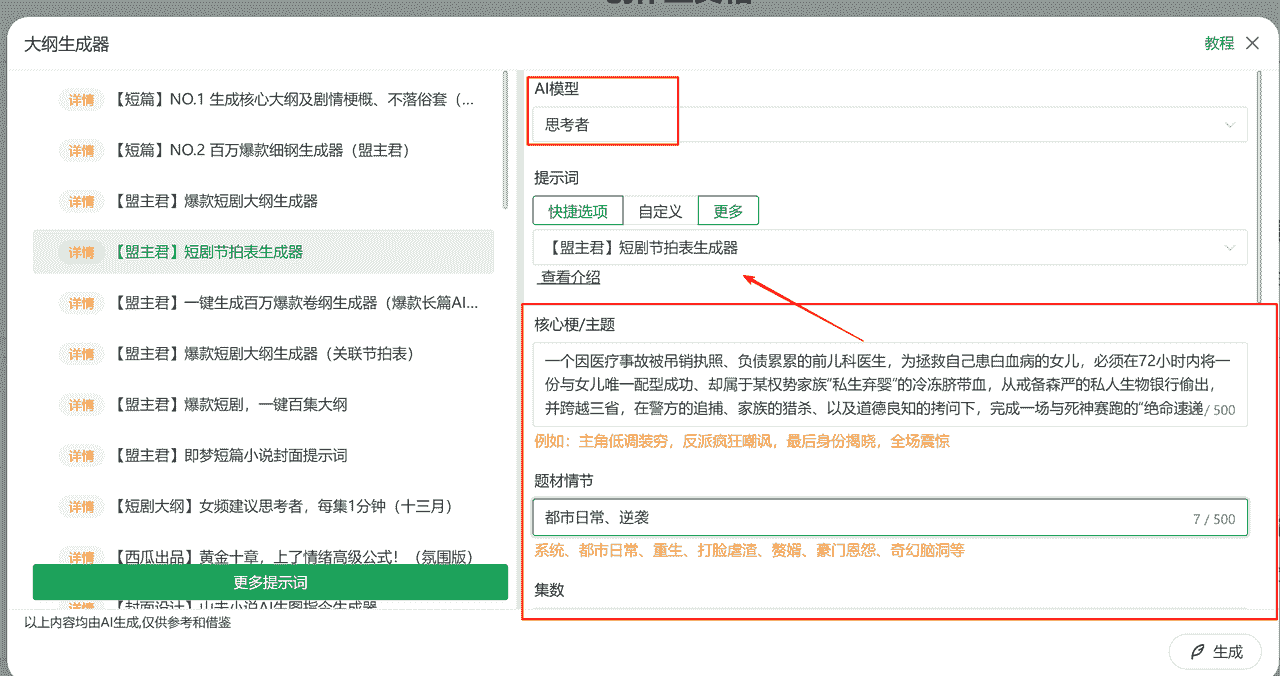 大纲生成器
教程
详情 【短篇】NO.1 生成核心大纲及剧情梗概、不落俗套（...
详情 【短篇】NO.2 百万爆款细钢生成器（盟主君）
详情 【盟主君】爆款短剧大纲生成器
详情 【盟主君】短剧节拍表生成器
详情 【盟主君】一键生成百万爆款卷纲生成器（爆款长篇AI...
详情 【盟主君】爆款短剧大纲生成器（关联节拍表）
详情 【盟主君】爆款短剧，一键百集大纲
详情 【盟主君】即梦短篇小说封面提示词
详情 【短剧大纲】女频建议思考者，每集1分钟（十三月）
详情 【西瓜出品】黄金十章，上了情绪高级公式！（氛围版）
更多提示词
详情 【封面设计】山夫小说AI生图指令生成器
以上内容均由AI生成,仅供参考和借鉴
AI模型
思考者
提示词
快捷选项 自定义 更多
【盟主君】短剧节拍表生成器
查看介绍
核心梗/主题
一个因医疗事故被吊销执照、负债累累的前儿科医生，为拯救自己患白血病的女儿，必须在72小时内将一
份与女儿唯一配型成功、却属于某权势家族"私生弃婴"的冷冻脐带血，从戒备森严的私人生物银行偷出，
并跨越三省，在警方的追捕、家族的猎杀、以及道德良知的拷问下，完成一场与死神赛跑的"绝命速递
/ 500
例如：主角低调装穷，反派疯狂嘲讽，最后身份揭晓，全场震惊
题材情节
都市日常、逆袭
7 / 500
系统、都市日常、重生、打脸虐渣、赘婿、豪门恩怨、奇幻脑洞等
集数
生成